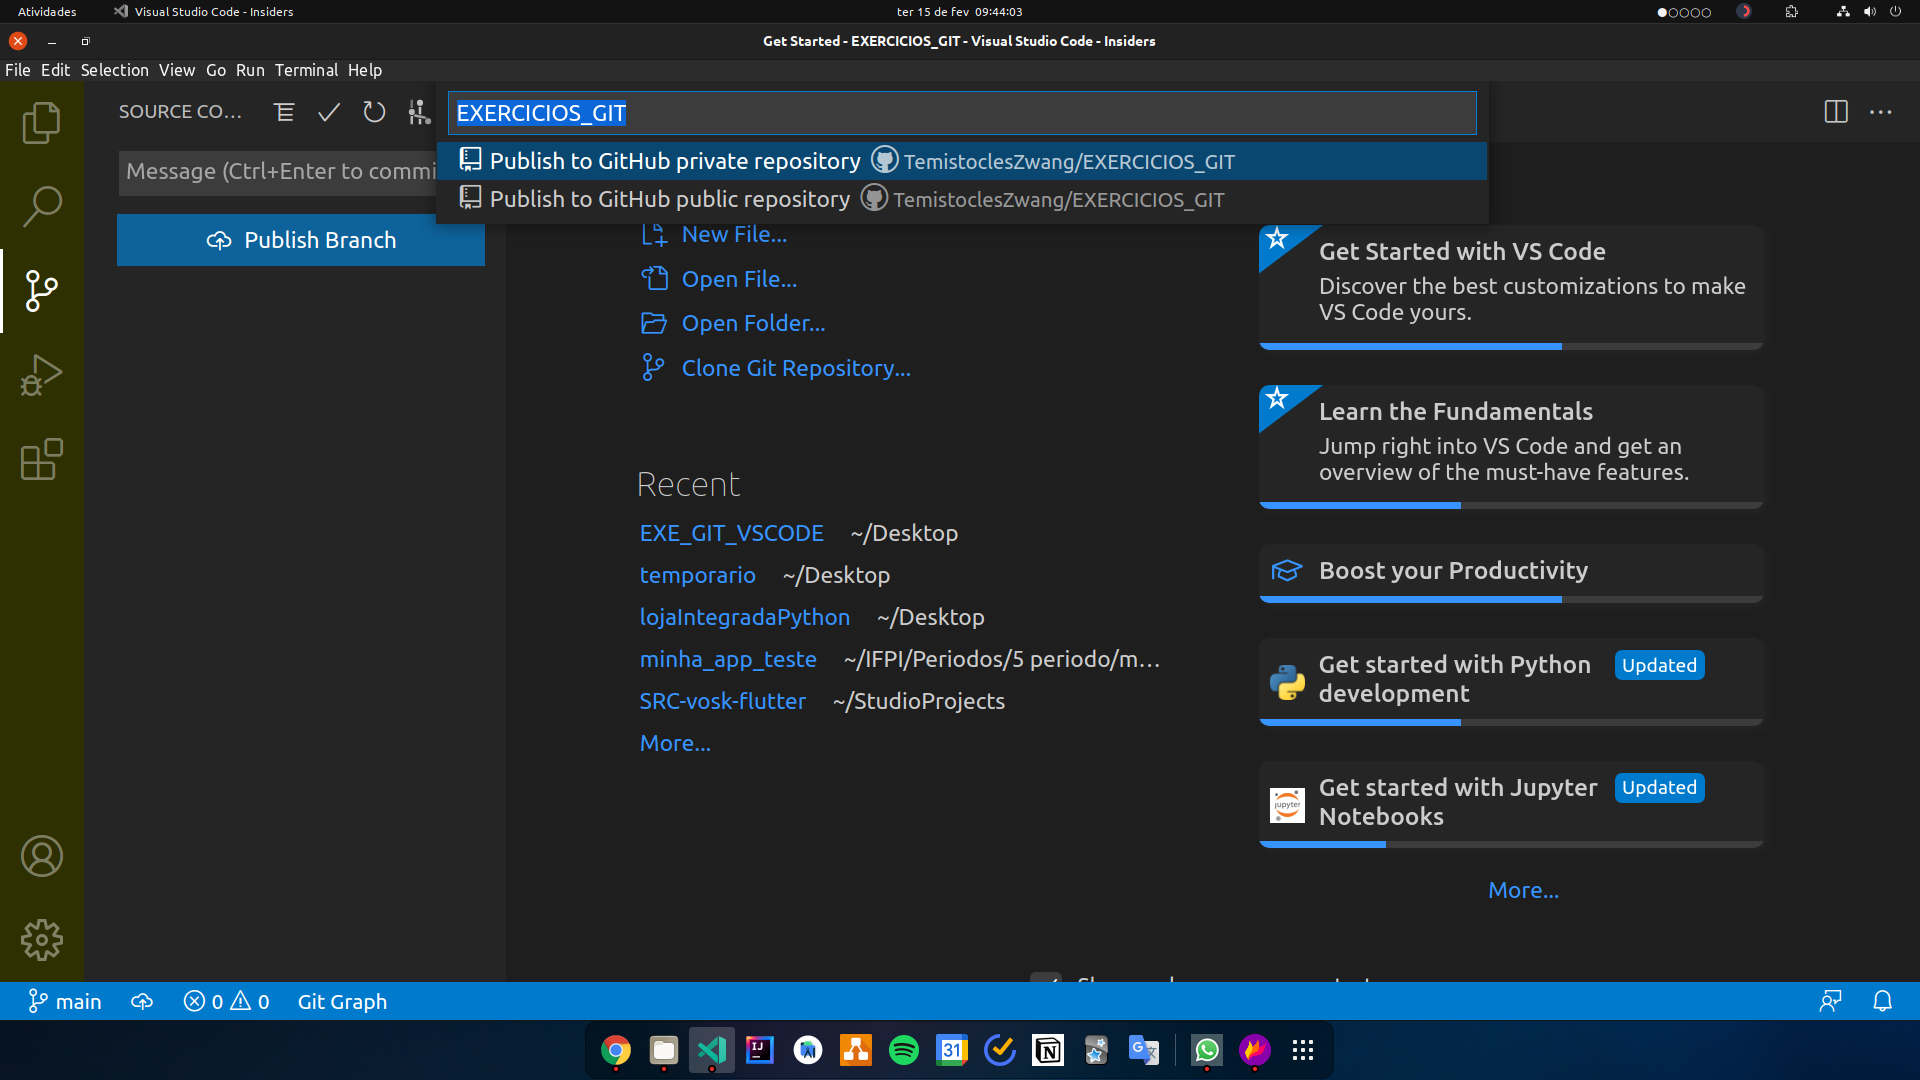 Atividades
Visual Studio Code - Insiders
ter 15 de fev 09:44:03
Get Started - EXERCICIOS_GIT - Visual Studio Code - Insiders
File Edit Selection View Go Run Terminal Help
SOURCE CO...
EXERCICIOS_GIT
Publish to GitHub private repository TemistoclesZwang/EXERCICIOS_GIT
Publish to GitHub public repository TemistoclesZwang/EXERCICIOS_GIT
Message (Ctrl+Enter to commi
Publish Branch
New File...
Open File...
Open Folder...
Clone Git Repository...
Recent
EXE_GIT_VSCODE ~/Desktop
temporario ~/Desktop
lojaIntegradaPython ~/Desktop
minha_app_teste ~/IFPI/Periodos/5 periodo/m...
SRC-vosk-flutter ~/StudioProjects
More...
Get Started with VS Code
Discover the best customizations to make
VS Code yours.
Learn the Fundamentals
Jump right into VS Code and get an
overview of the must-have features.
Boost your Productivity
Get started with Python Updated
development
Get started with Jupyter Updated
Notebooks
jupyter
More...
main
0 0
Git Graph
IJ
31